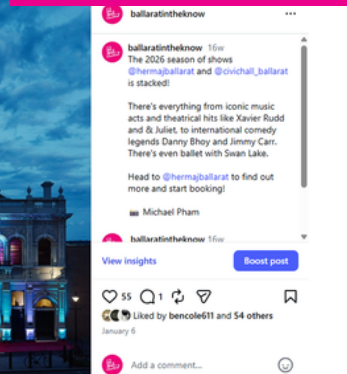 ballaratintheknow
ballaratintheknow 16w
The 2026 season of shows
@hermajballarat and @civichall_ballarat
is stacked!
There's everything from iconic music
acts and theatrical hits like Xavier Rudd
and & Juliet, to international comedy
legends Danny Bhoy and Jimmy Carr.
There's even ballet with Swan Lake.
Head to @hermajballarat to find out
more and start booking!
📷 Michael Pham
ballaratintheknow 16w
View insights
Boost post
55 1
Liked by bencole611 and 54 others
January 6
Add a comment...